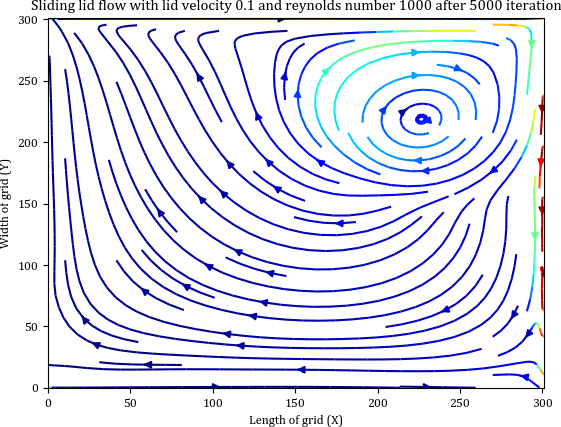 Sliding lid flow with lid velocity 0.1 and reynolds number 1000 after 5000 iteration
300
250
200
150
100
50
0
Width of grid (Y)
0 50 100 150 200 250 300
Length of grid (X)